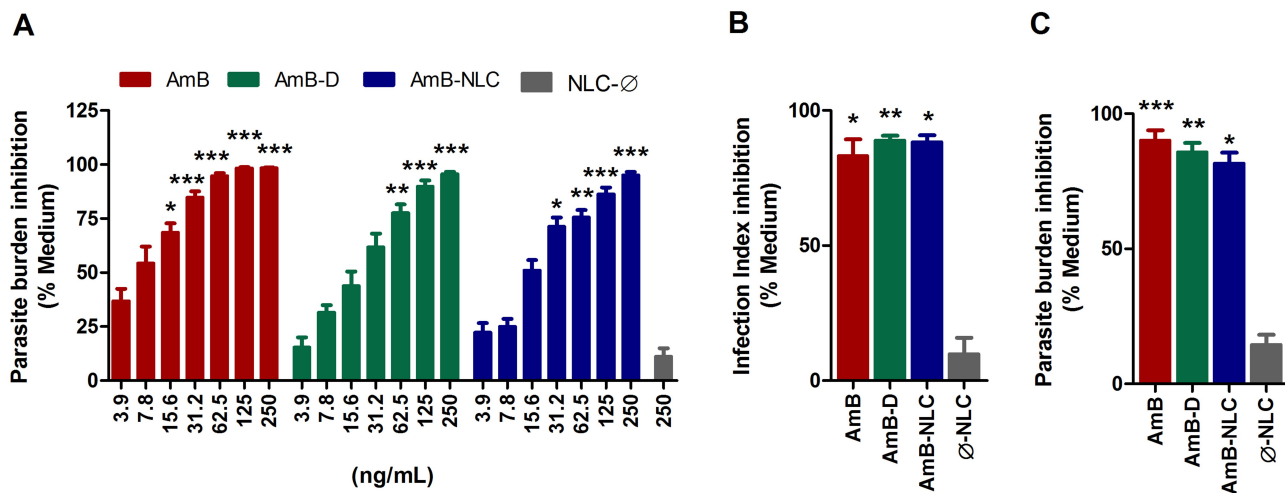 A
AmB AmB-D AmB-NLC NLC-∅
Parasite burden inhibition
(% Medium)
125
100
75
50
25
0
* *** *** *** *** ***
** *** ***
* ** *** ***
3.9 7.8 15.6 31.2 62.5 125 250 3.9 7.8 15.6 31.2 62.5 125 250 3.9 7.8 15.6 31.2 62.5 125 250 250
(ng/mL)
B
Infection Index inhibition
(% Medium)
100
50
0
* ** *
AmB AmB-D AmB-NLC ∅-NLC
C
Parasite burden inhibition
(% Medium)
100
50
0
*** ** *
AmB AmB-D AmB-NLC ∅-NLC